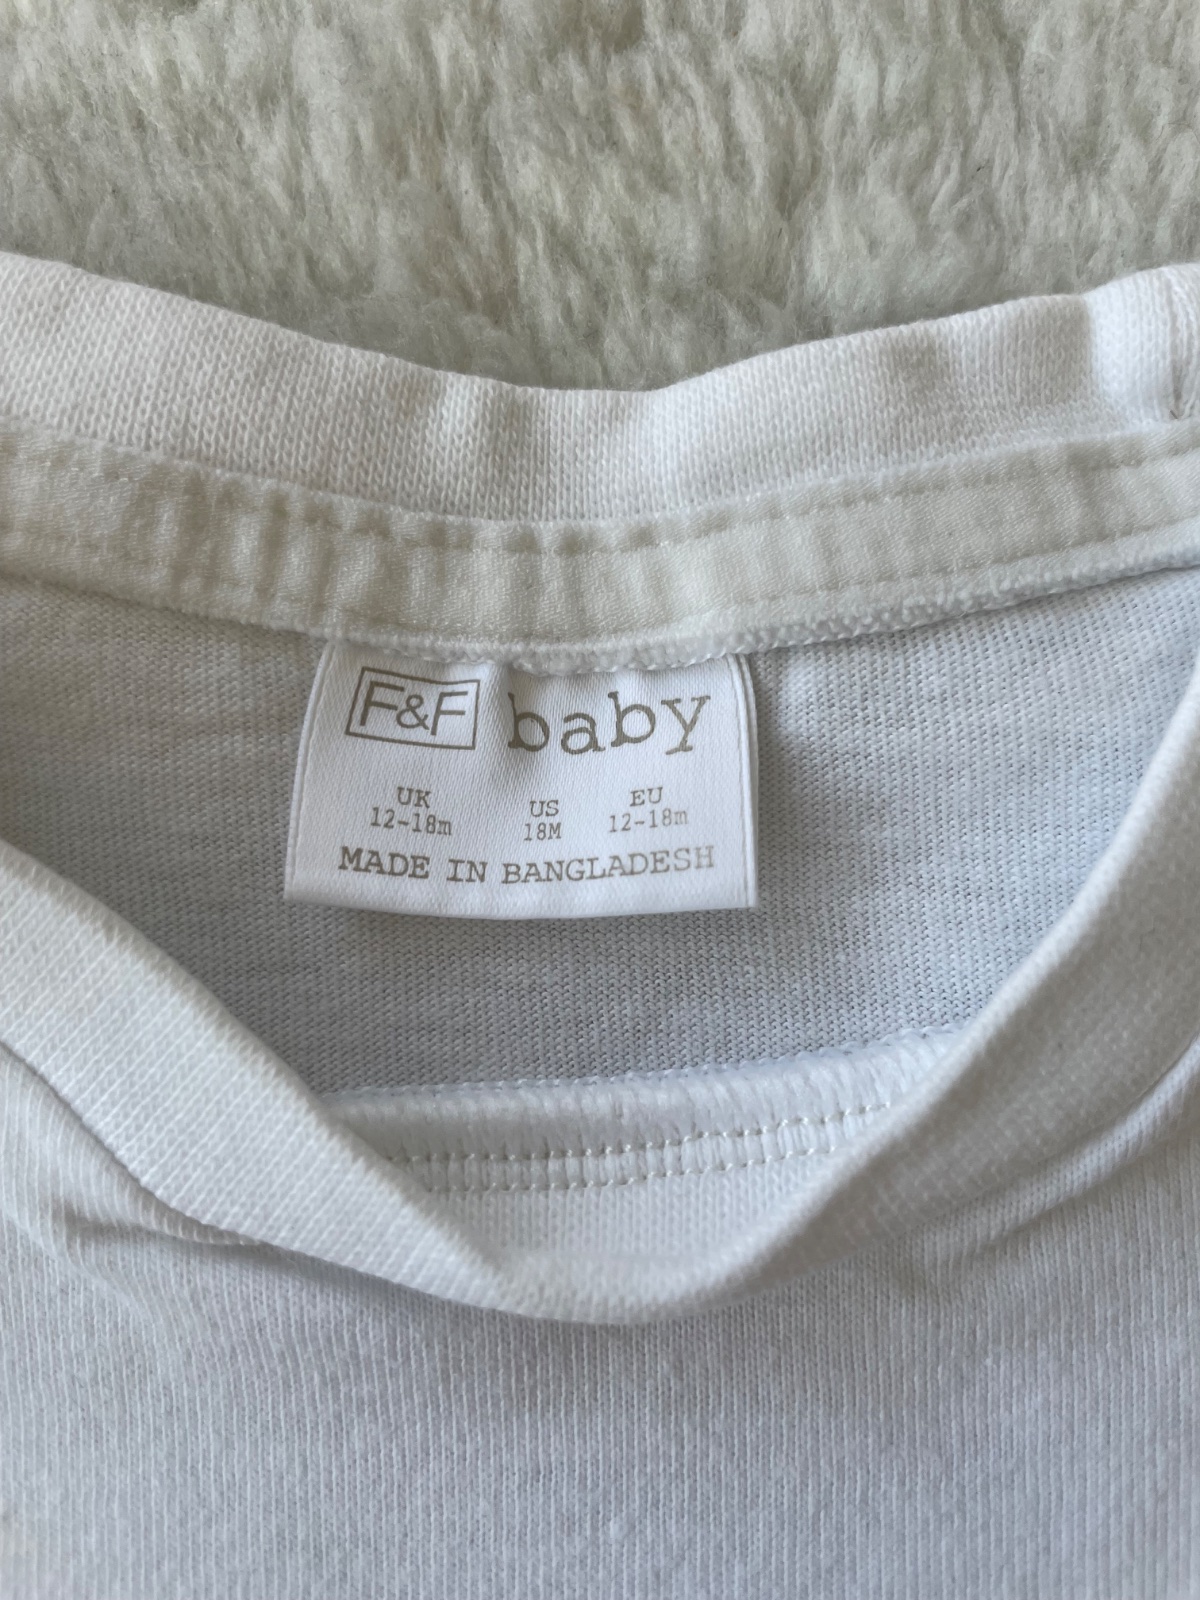 F&F baby
UK US EU
12-18m 18M 12-18m
MADE IN BANGLADESH